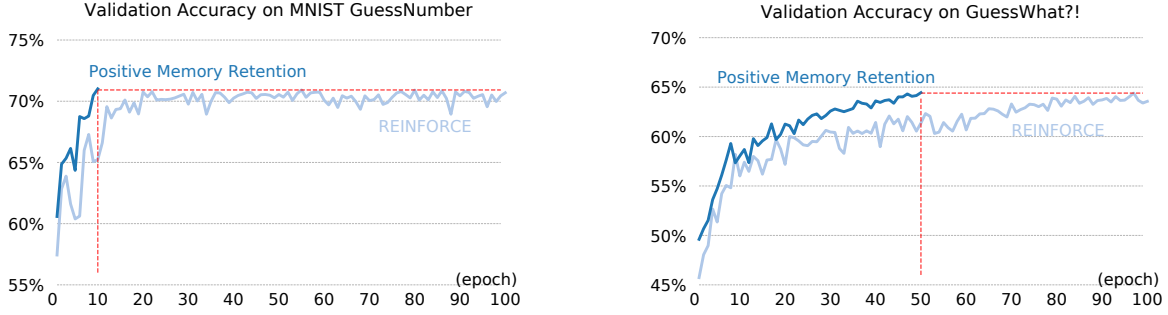 Validation Accuracy on MNIST GuessNumber
75%
Positive Memory Retention
70%
REINFORCE
65%
60%
(epoch)
55%
0 10 20 30 40 50 60 70 80 90 100
Validation Accuracy on GuessWhat?!
70%
Positive Memory Retention
65%
REINFORCE
60%
55%
50%
(epoch)
45%
0 10 20 30 40 50 60 70 80 90 100